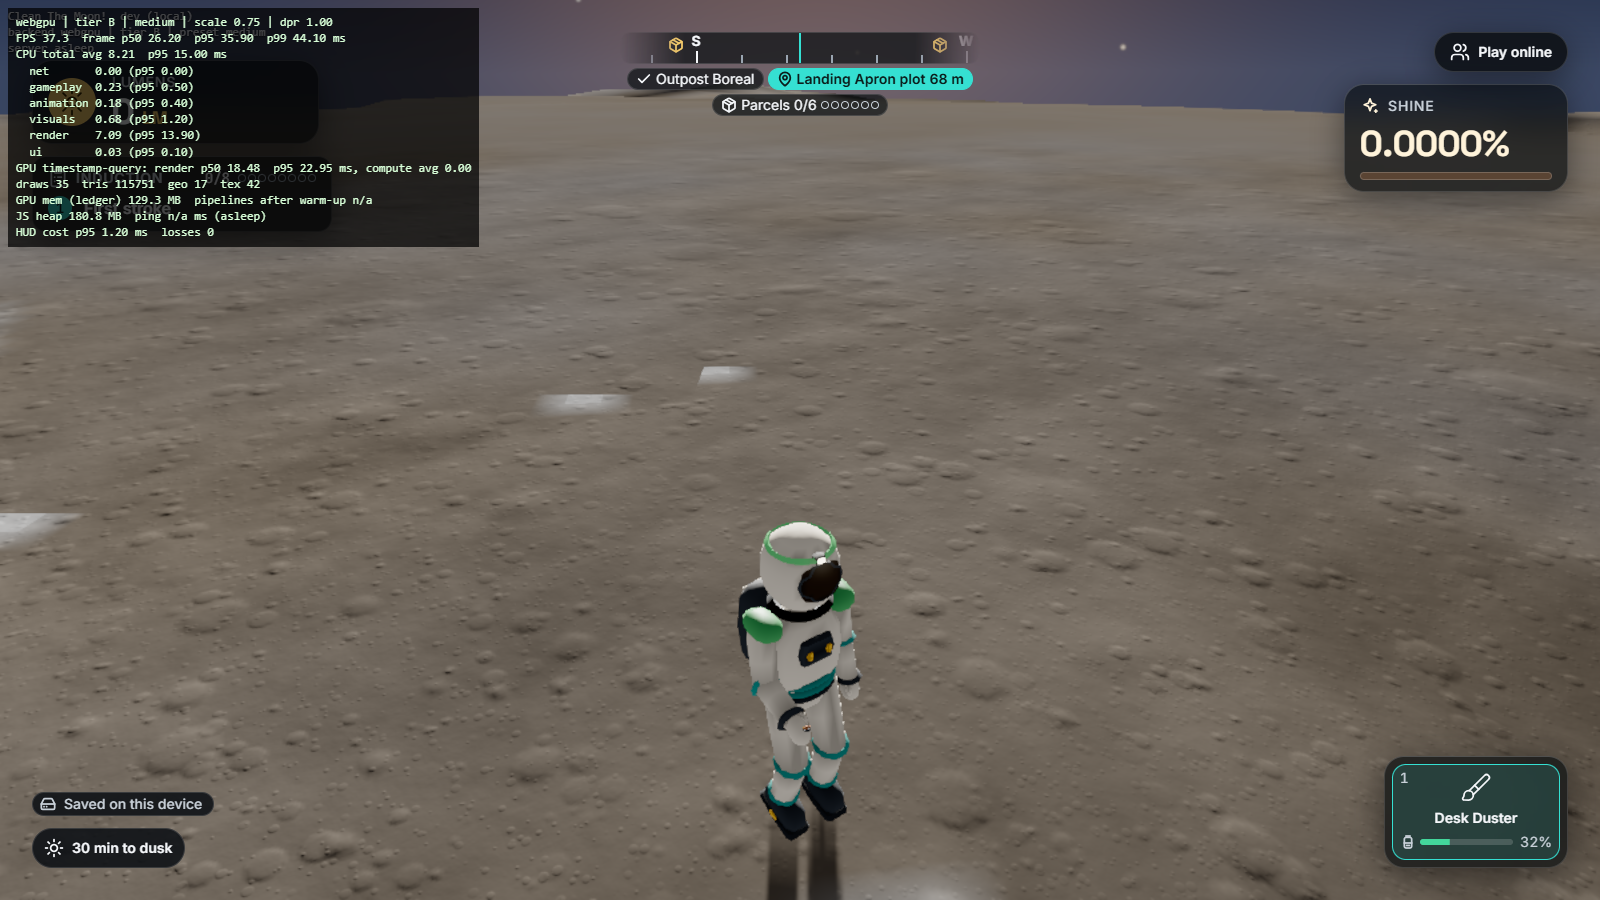 webgpu | tier B | medium | scale 0.75 | dpr 1.00
FPS 37.3 frame p50 26.20 p95 35.90 p99 44.10 ms
CPU total avg 8.21 p95 15.00 ms
net 0.00 (p95 0.00)
gameplay 0.23 (p95 0.50)
animation 0.18 (p95 0.40)
visuals 0.68 (p95 1.20)
render 7.09 (p95 13.90)
ui 0.03 (p95 0.10)
GPU timestamp-query: render p50 18.48 p95 22.95 ms, compute avg 0.00
draws 35 tris 115751 geo 17 tex 42
GPU mem (ledger) 129.3 MB pipelines after warm-up n/a
JS heap 180.8 MB ping n/a ms (asleep)
HUD cost p95 1.20 ms losses 0
S W
Outpost Boreal Landing Apron plot 68 m
Parcels 0/6
Play online
SHINE
0.0000%
Saved on this device
30 min to dusk
1
Desk Duster
32%